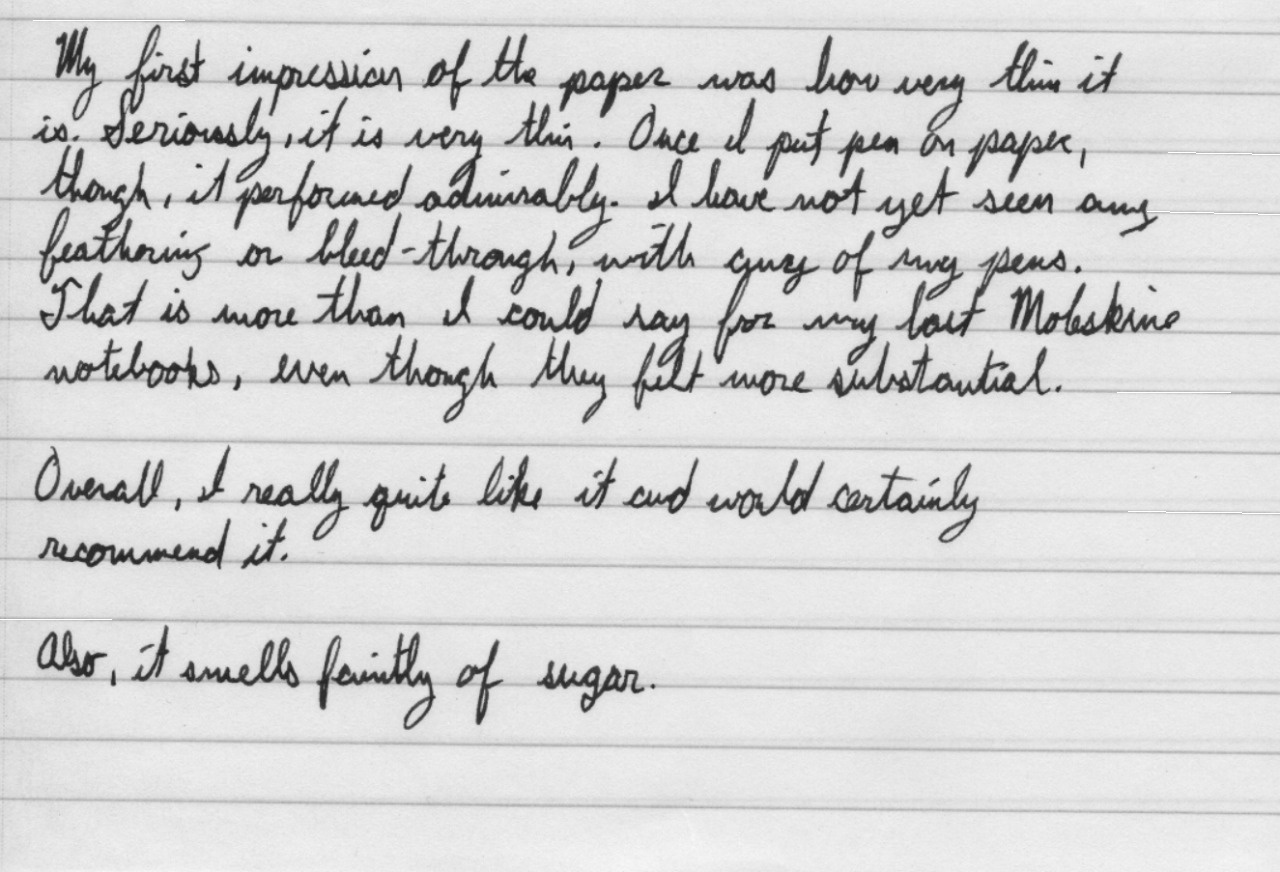 My first impression of the paper was how very thin it
is. Seriously, it is very thin. Once I put pen on paper,
though, it performed admirably. I have not yet seen any
feathering or bleed-through, with any of my pens.
That is more than I could say for my last Moleskine
notebooks, even though they felt more substantial.
Overall, I really quite like it and would certainly
recommend it.
Also, it smells faintly of sugar.